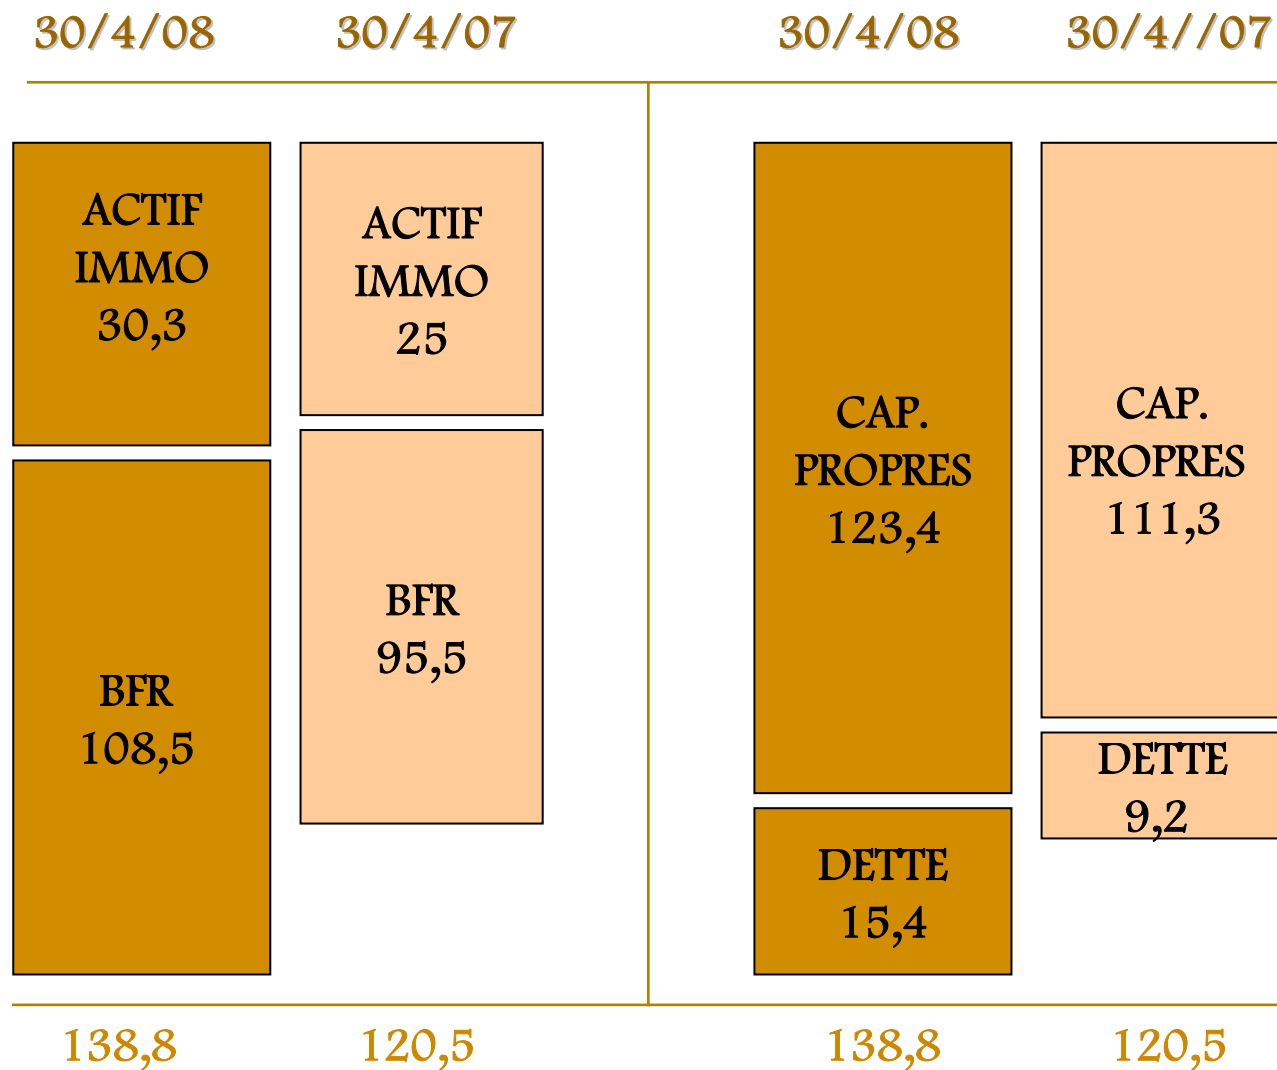 30/4/08 30/4/07 30/4/08 30/4//07
ACTIF
IMMO
30,3
BFR
108,5
ACTIF
IMMO
25
BFR
95,5
CAP.
PROPRES
123,4
DETTE
15,4
CAP.
PROPRES
111,3
DETTE
9,2
138,8 120,5 138,8 120,5